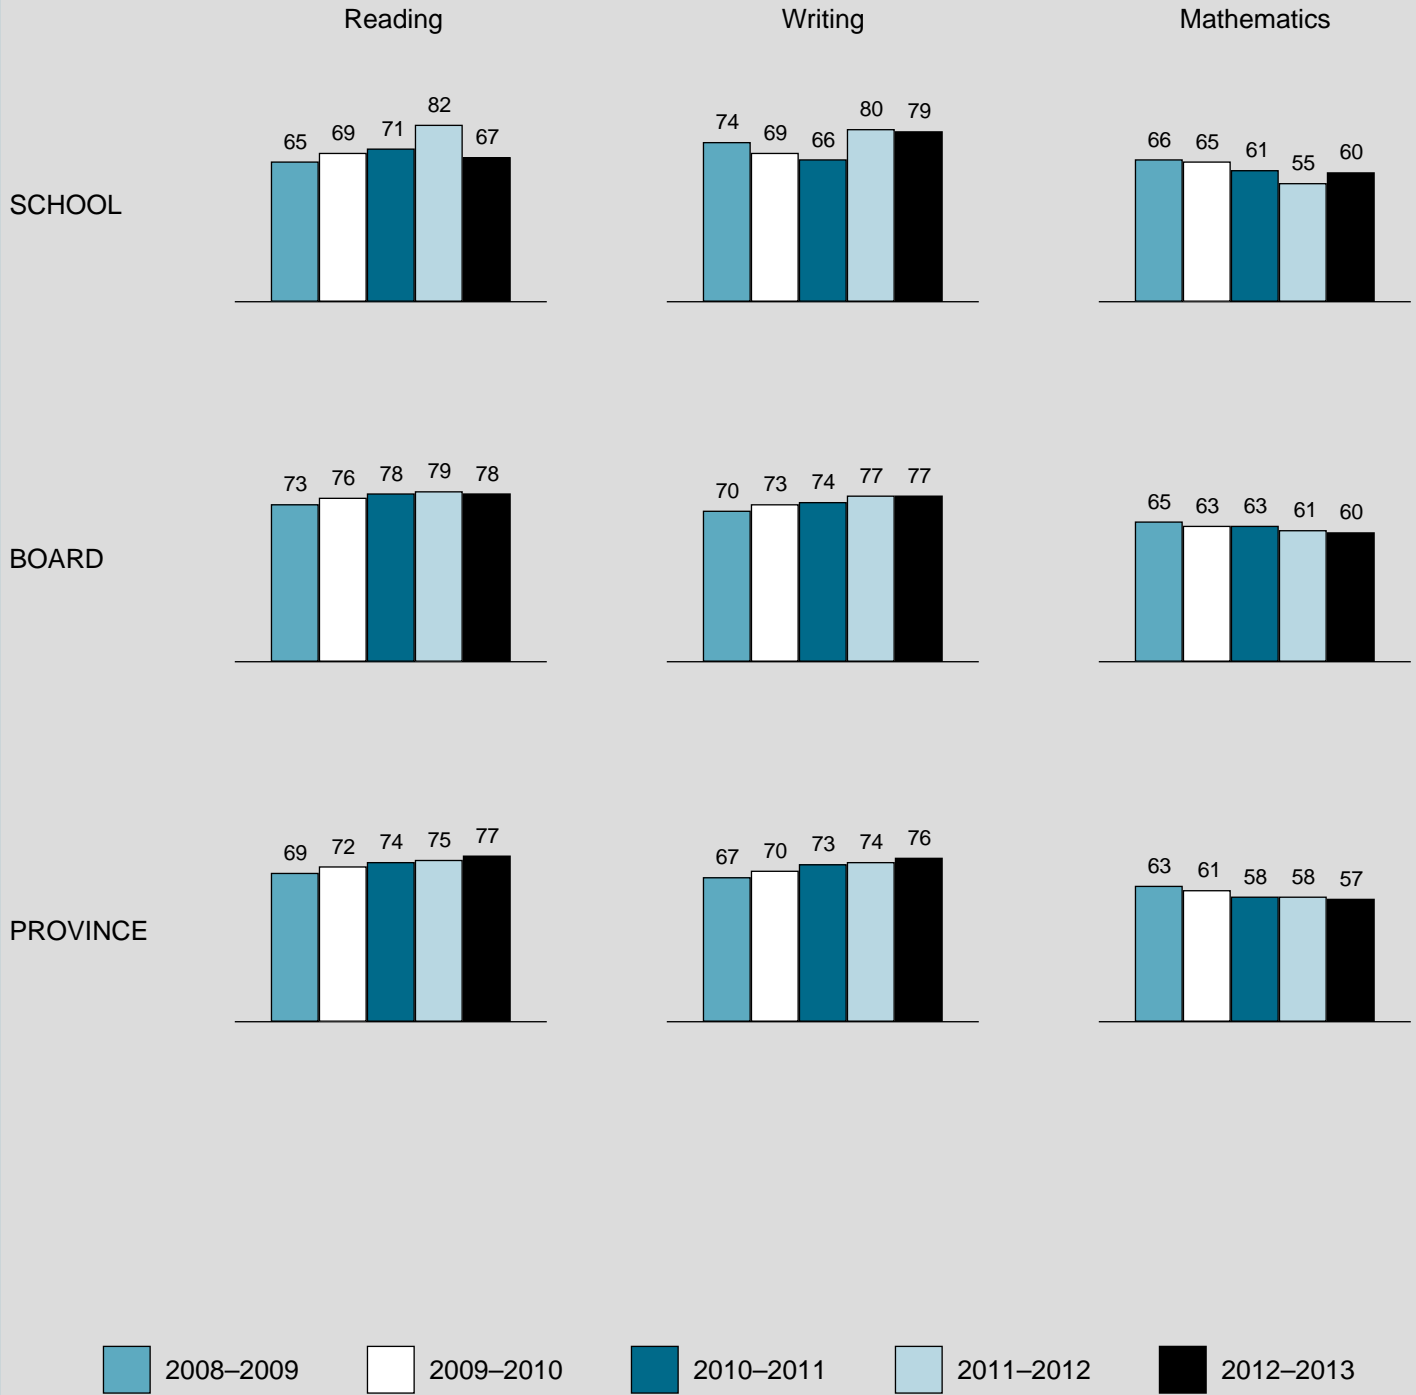 Reading Writing Mathematics
65 69 71 82 67 74 69 66 80 79 66 65 61 55 60
SCHOOL
73 76 78 79 78 70 73 74 77 77 65 63 63 61 60
BOARD
69 72 74 75 77 67 70 73 74 76 63 61 58 58 57
PROVINCE
2008–2009 2009–2010 2010–2011 2011–2012 2012–2013